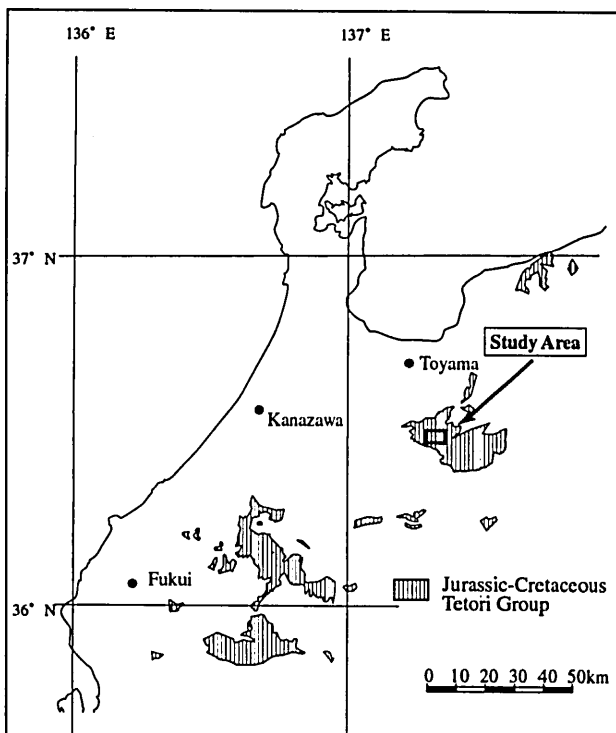 136° E
137° E
37° N
Study Area
Toyama
Kanazawa
Fukui
Jurassic-Cretaceous
Tetori Group
36° N
0 10 20 30 40 50km